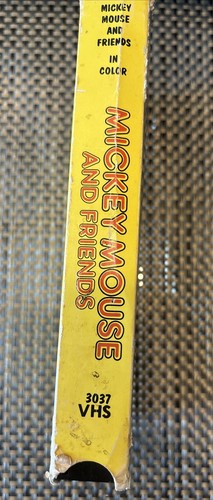 MICKEY
MOUSE
AND
FRIENDS
IN
COLOR
MICKEY MOUSE
AND FRIENDS
3037
VHS